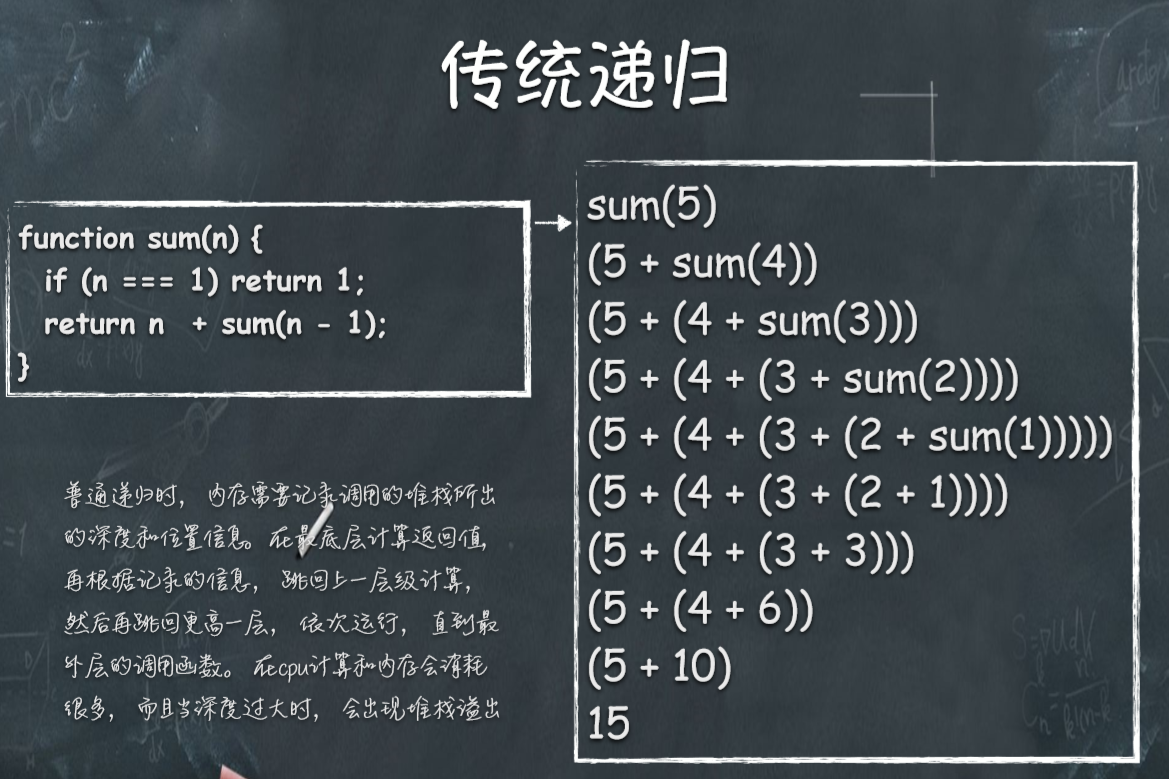 传统递归
function sum(n) {
if (n === 1) return 1;
return n + sum(n - 1);
}
普通递归时，内存需要记录调用的堆栈所出
的深度和位置信息。在最底层计算返回值，
再根据记录的信息，跳回上一层级计算，
然后再跳回更高一层，依次运行，直到最
外层的调用函数。在cpu计算和内存会消耗
很多，而且当深度过大时，会出现堆栈溢出
sum(5)
(5 + sum(4))
(5 + (4 + sum(3)))
(5 + (4 + (3 + sum(2))))
(5 + (4 + (3 + (2 + sum(1)))))
(5 + (4 + (3 + (2 + 1))))
(5 + (4 + (3 + 3)))
(5 + (4 + 6))
(5 + 10)
15